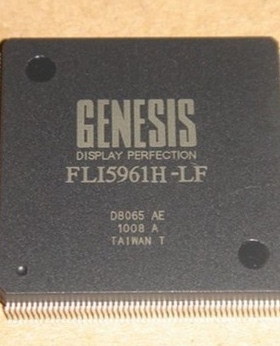 GENESIS
DISPLAY PERFECTION
FLI5961H-LF
D8065 AE
1008 A
TAIWAN T